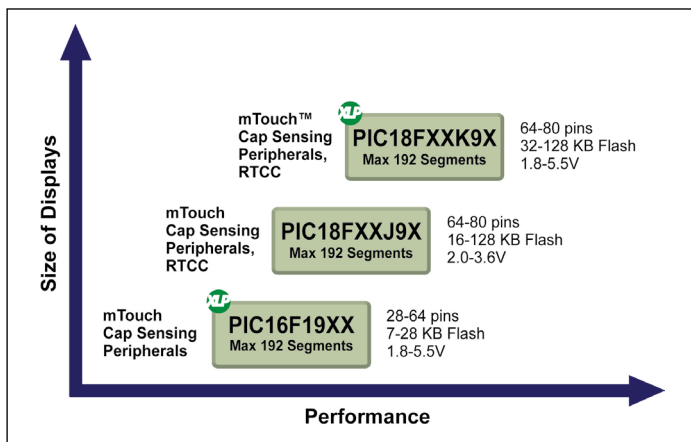 Size of Displays
XLP
mTouch™
Cap Sensing
Peripherals,
RTCC
PIC18FXXK9X
Max 192 Segments
64-80 pins
32-128 KB Flash
1.8-5.5V
mTouch
Cap Sensing
Peripherals,
RTCC
PIC18FXXJ9X
Max 192 Segments
64-80 pins
16-128 KB Flash
2.0-3.6V
XLP
mTouch
Cap Sensing
Peripherals
PIC16F19XX
Max 192 Segments
28-64 pins
7-28 KB Flash
1.8-5.5V
Performance